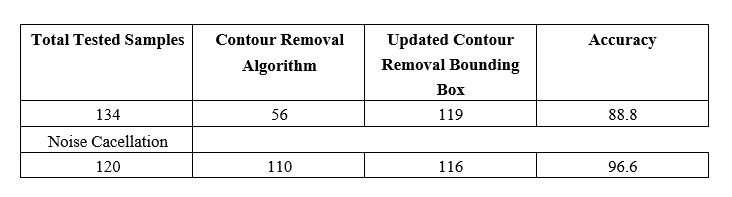 Total Tested Samples Contour Removal Updated Contour Accuracy
Algorithm Removal Bounding
Box
134 56 119 88.8
Noise Cacellation
120 110 116 96.6